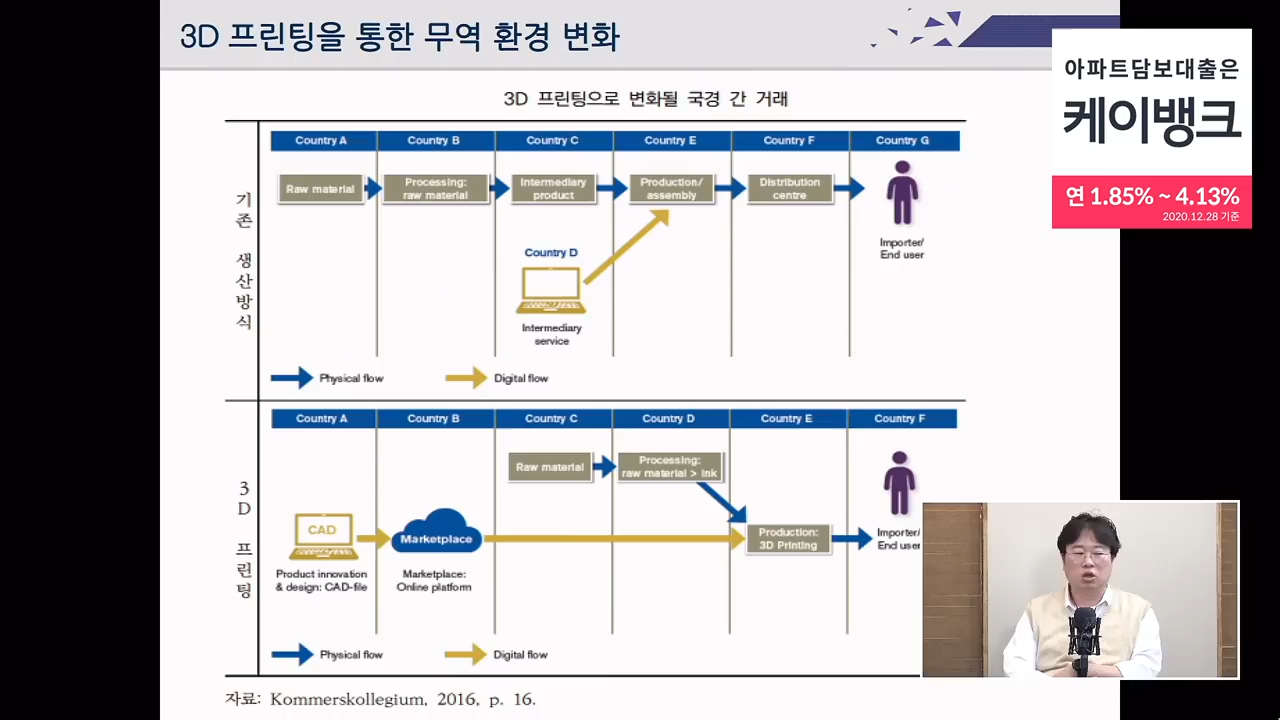 3D 프린팅을 통한 무역 환경 변화
아파트담보대출은
케이뱅크
연 1.85% ~ 4.13%
2020.12.28 기준
3D 프린팅으로 변화될 국경 간 거래
기존 생산방식
Country A
Country B
Country C
Country E
Country F
Country G
Raw material
Processing:
raw material
Intermediary
product
Production/
assembly
Distribution
centre
Importer/
End user
Country D
Intermediary
service
Physical flow
Digital flow
3D 프린팅
Country A
Country B
Country C
Country D
Country E
Country F
Raw material
Processing:
raw material > ink
CAD
Marketplace
Production:
3D Printing
Importer/
End user
Product innovation
& design: CAD-file
Marketplace:
Online platform
Physical flow
Digital flow
자료: Kommerskollegium, 2016, p. 16.